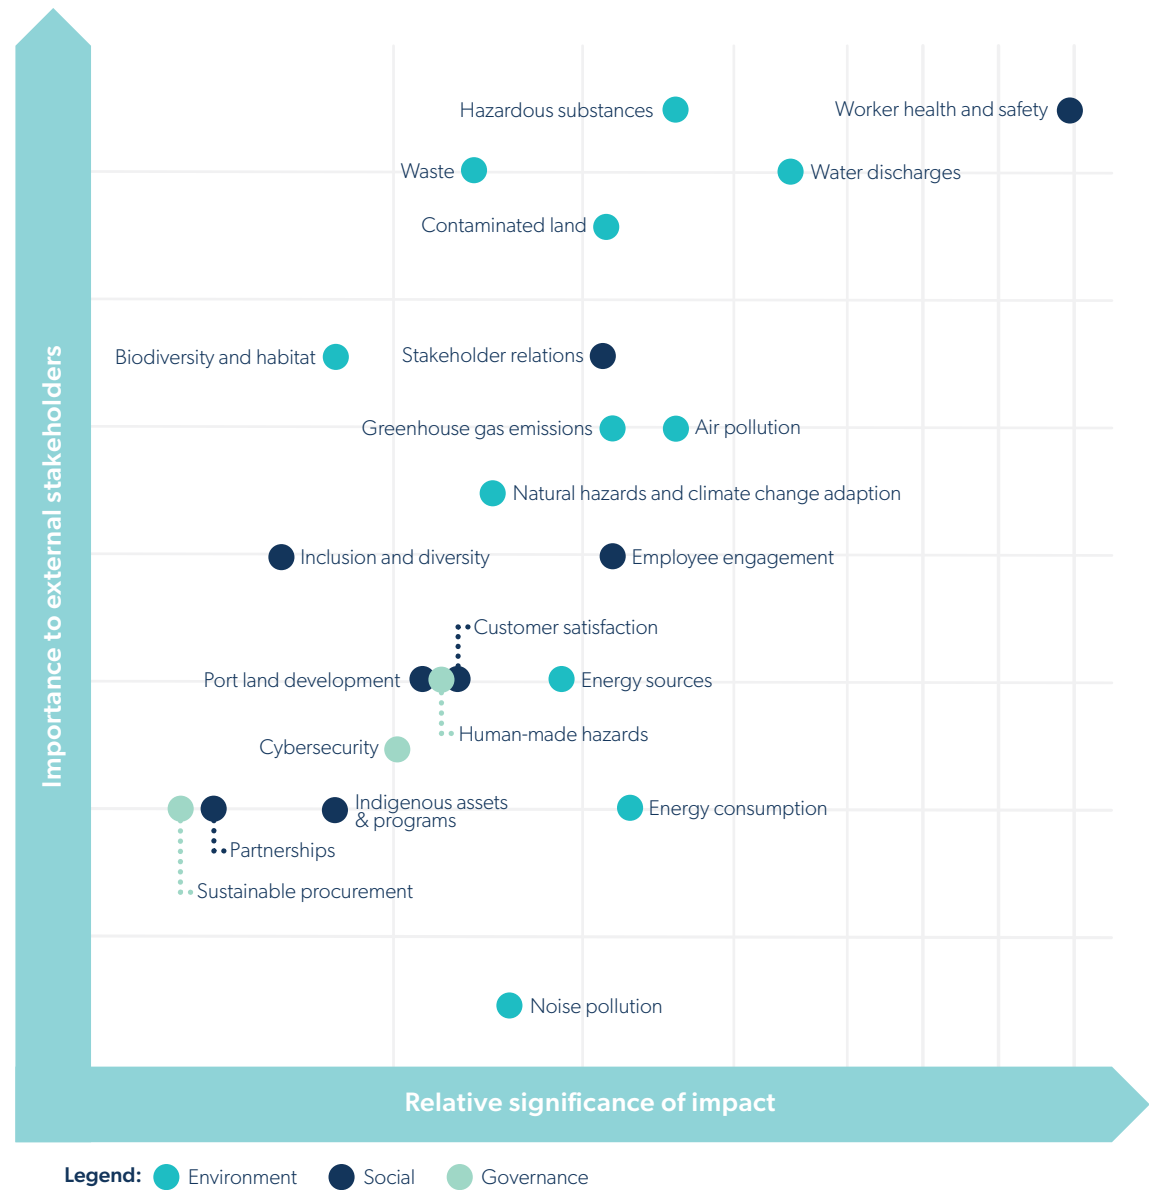 Hazardous substances
Worker health and safety
Waste
Water discharges
Contaminated land
Biodiversity and habitat
Stakeholder relations
Greenhouse gas emissions
Air pollution
Natural hazards and climate change adaption
Inclusion and diversity
Employee engagement
Customer satisfaction
Port land development
Energy sources
Human-made hazards
Cybersecurity
Indigenous assets
& programs
Energy consumption
Partnerships
Sustainable procurement
Noise pollution
Importance to external stakeholders
Relative significance of impact
Legend: Environment Social Governance